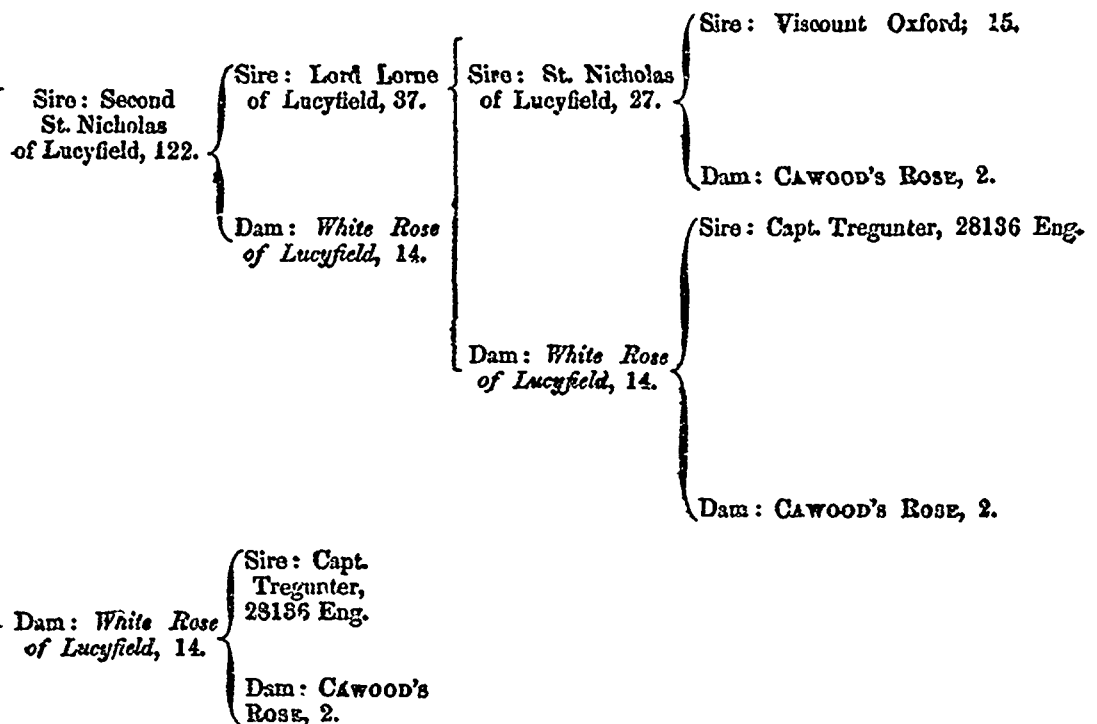 Sire: Second
St. Nicholas
of Lucyfield, 122.
Sire: Lord Lorne
of Lucyfield, 37.
Dam: White Rose
of Lucyfield, 14.
Sire: St. Nicholas
of Lucyfield, 27.
Dam: White Rose
of Lucyfield, 14.
Sire: Viscount Oxford; 15.
Dam: CAWOOD'S ROSE, 2.
Sire: Capt. Tregunter, 28136 Eng.
Dam: CAWOOD'S ROSE, 2.
Dam: White Rose
of Lucyfield, 14.
Sire: Capt.
Tregunter,
28136 Eng.
Dam: CAWOOD'S
ROSE, 2.